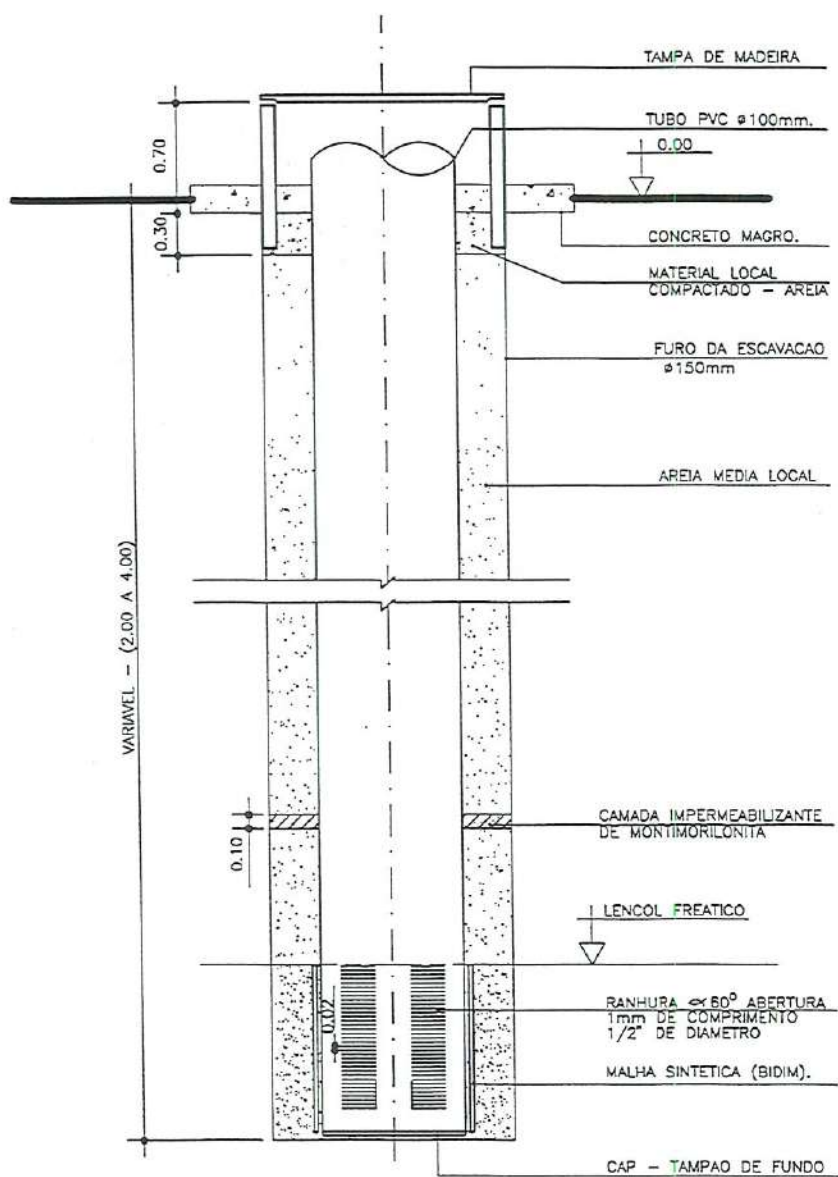 TAMPA DE MADEIRA
TUBO PVC ø100mm.
0.00
0.70
0.30
CONCRETO MAGRO.
MATERIAL LOCAL
COMPACTADO - AREIA
FURO DA ESCAVACAO
ø150mm
AREIA MEDIA LOCAL
VARIAVEL - (2.00 A 4.00)
CAMADA IMPERMEABILIZANTE
DE MONTIMORILONITA
0.10
LENCOL FREATICO
0.02
RANHURA ∝60° ABERTURA
1mm DE COMPRIMENTO
1/2" DE DIAMETRO
MALHA SINTETICA (BIDIM).
CAP - TAMPAO DE FUNDO